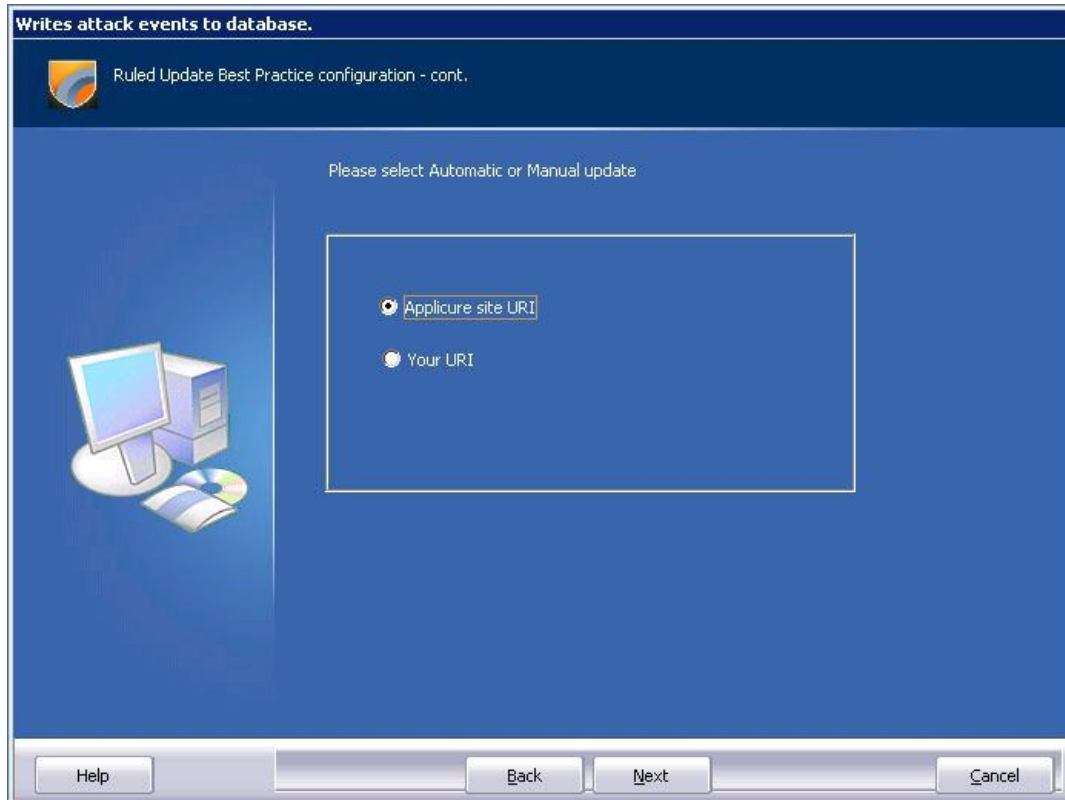 Writes attack events to database.
Ruled Update Best Practice configuration - cont.
Please select Automatic or Manual update
Applicure site URI
Your URI
Help
Back
Next
Cancel